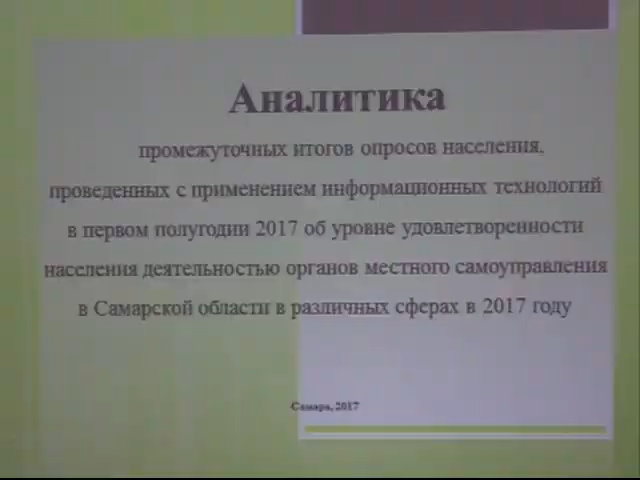 Аналитика
промежуточных итогов опросов населения,
проведенных с применением информационных технологий
в первом полугодии 2017 об уровне удовлетворенности
населения деятельностью органов местного самоуправления
в Самарской области в различных сферах в 2017 году
Самара, 2017